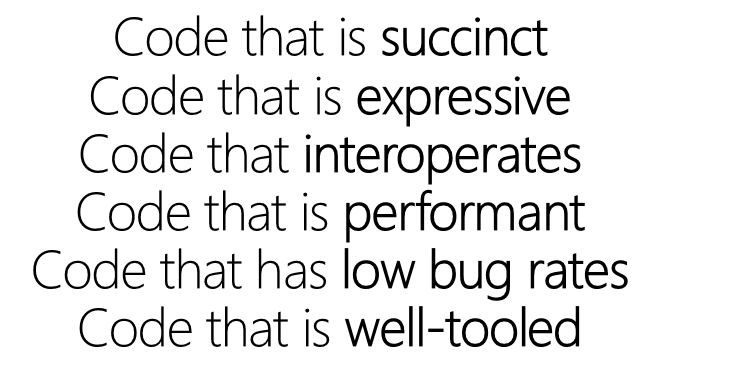 Code that is succinct
Code that is expressive
Code that interoperates
Code that is performant
Code that has low bug rates
Code that is well-tooled